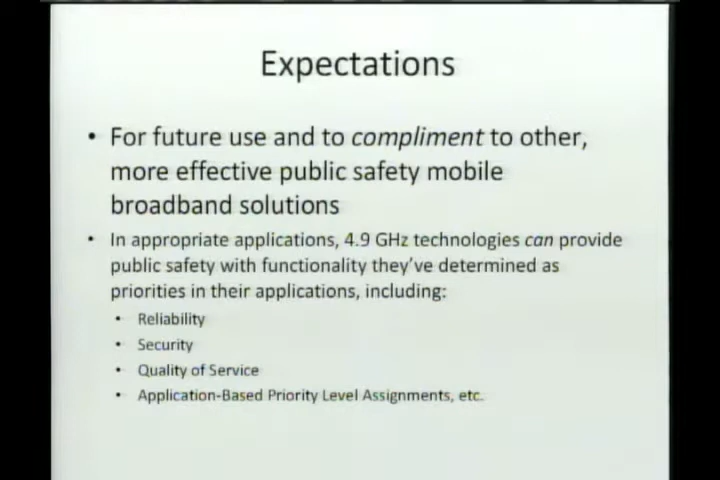 Expectations
• For future use and to compliment to other,
more effective public safety mobile
broadband solutions
• In appropriate applications, 4.9 GHz technologies can provide
public safety with functionality they've determined as
priorities in their applications, including:
• Reliability
• Security
• Quality of Service
• Application-Based Priority Level Assignments, etc.